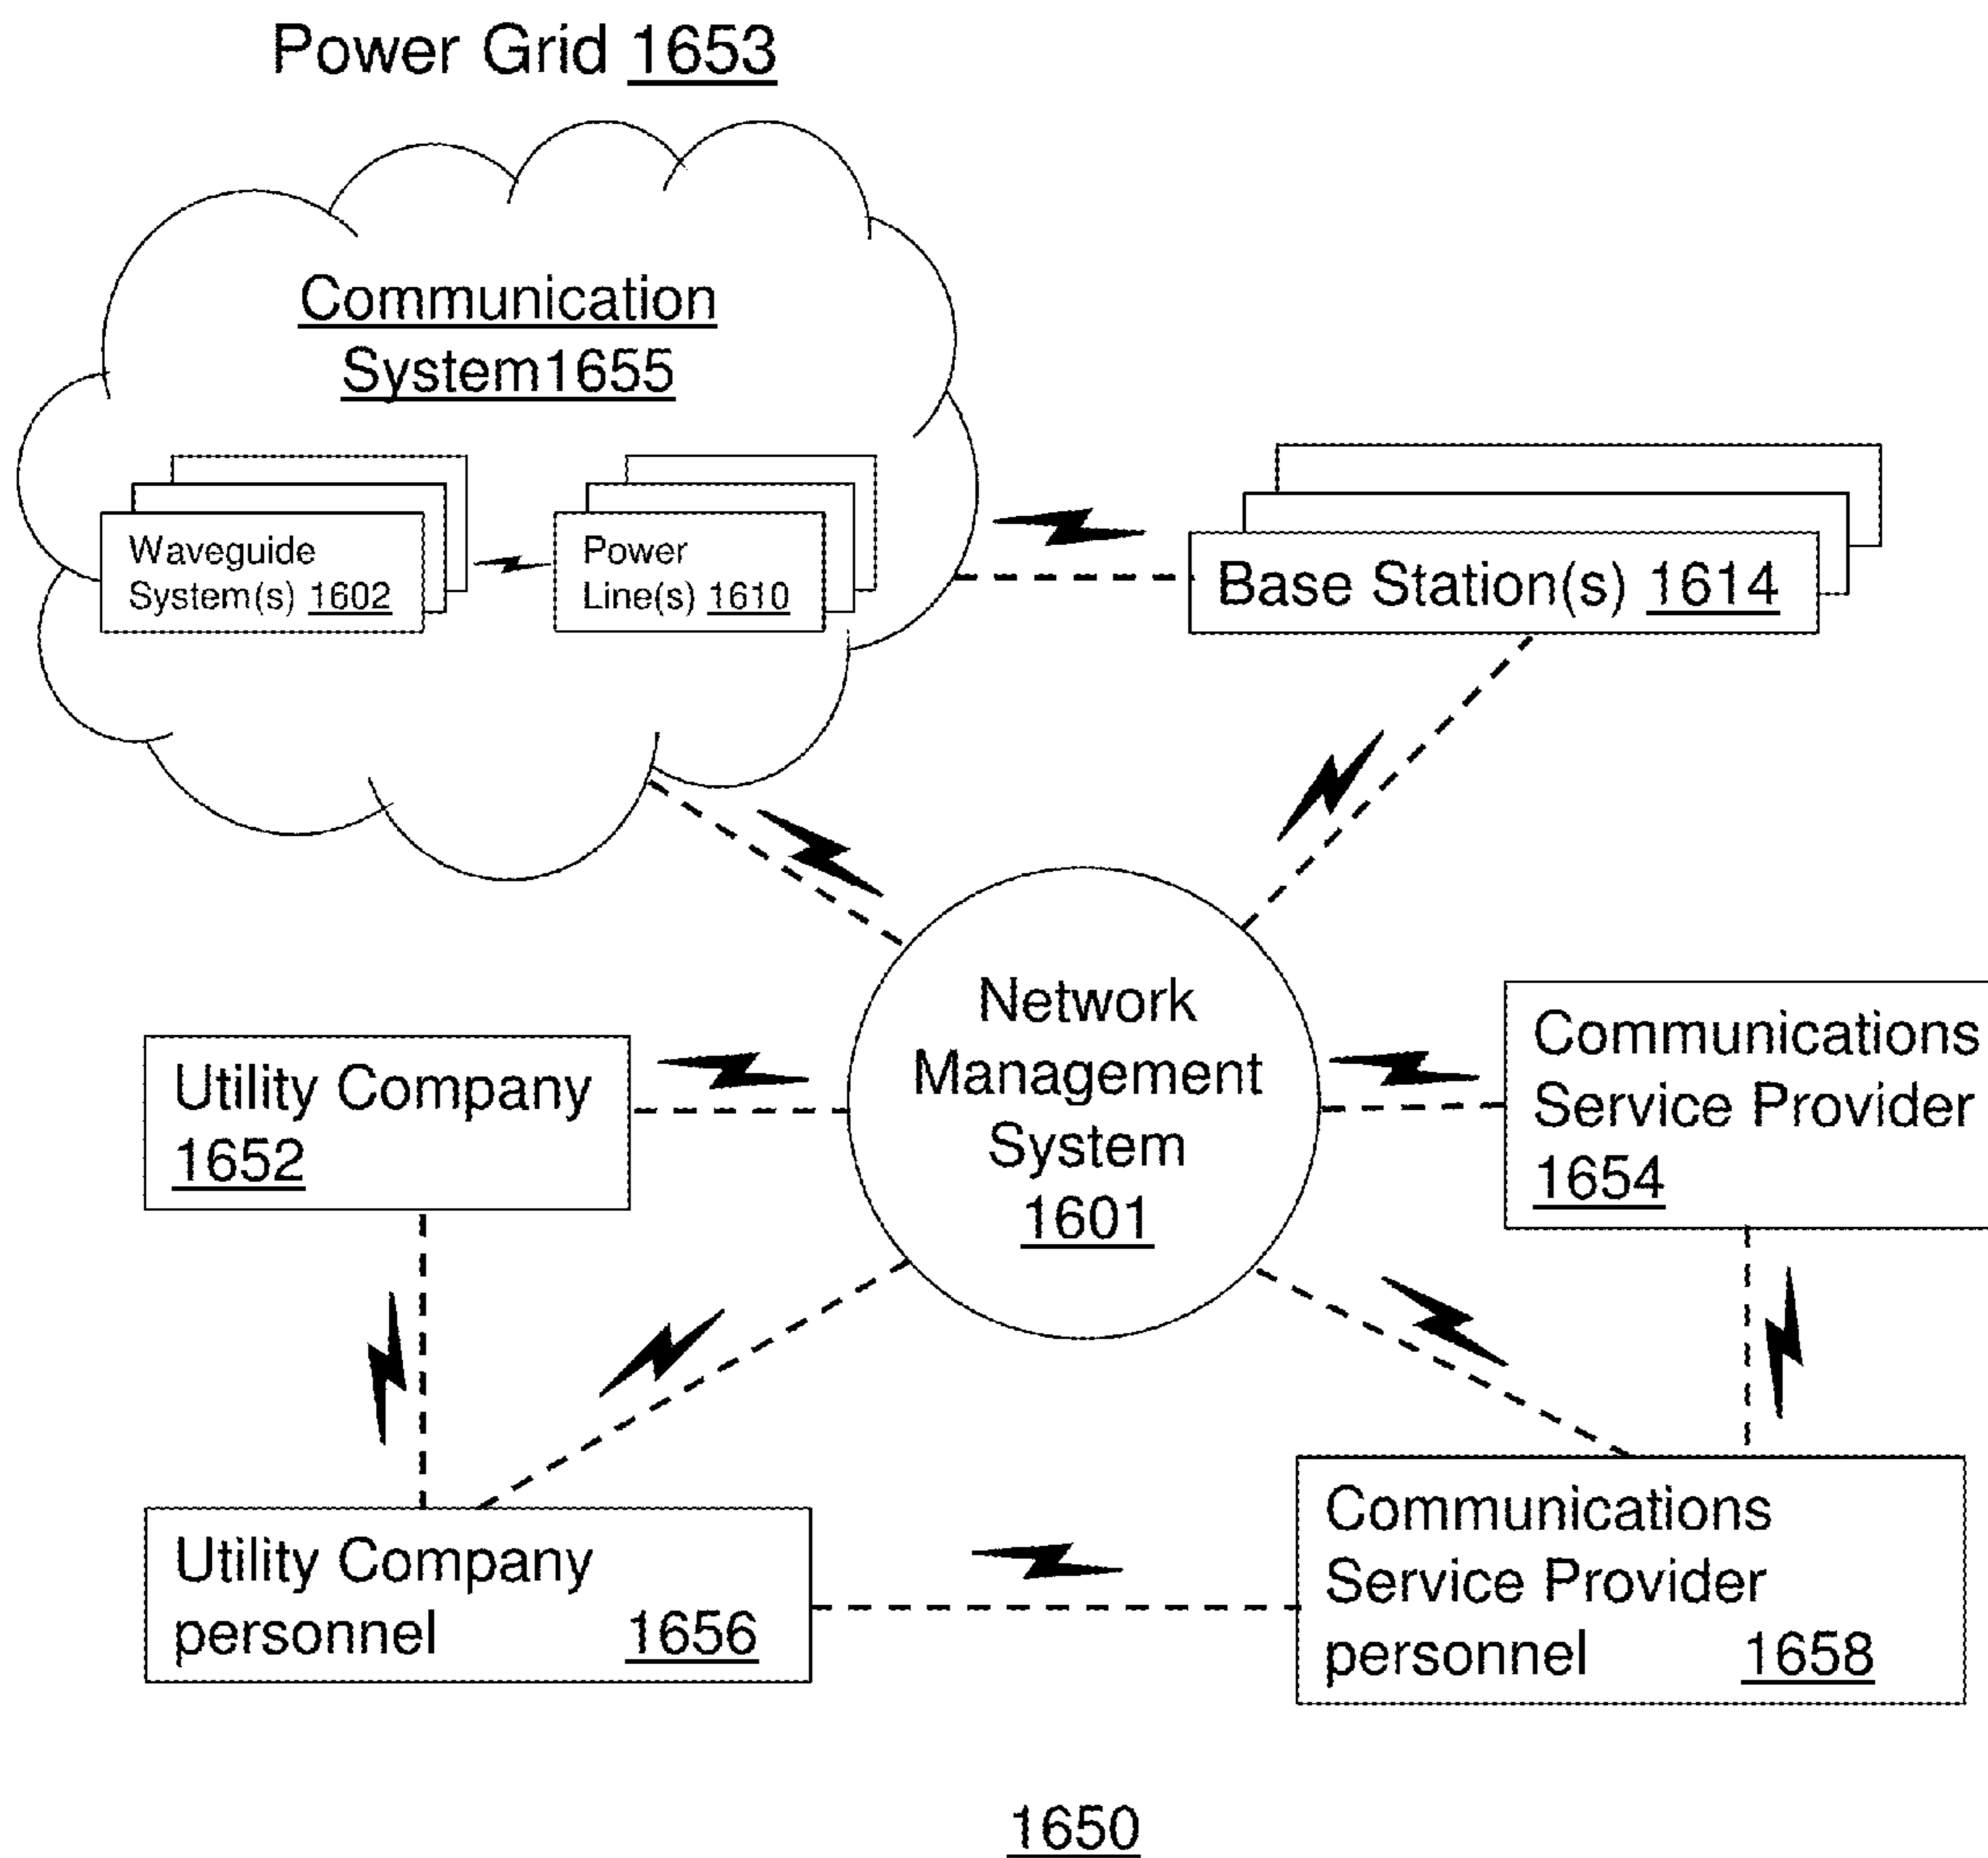 Power Grid 1653
Communication
System1655
Waveguide
System(s) 1602
Power
Line(s) 1610
Base Station(s) 1614
Network
Management
System
1601
Utility Company
1652
Communications
Service Provider
1654
Utility Company
personnel 1656
Communications
Service Provider
personnel 1658
1650